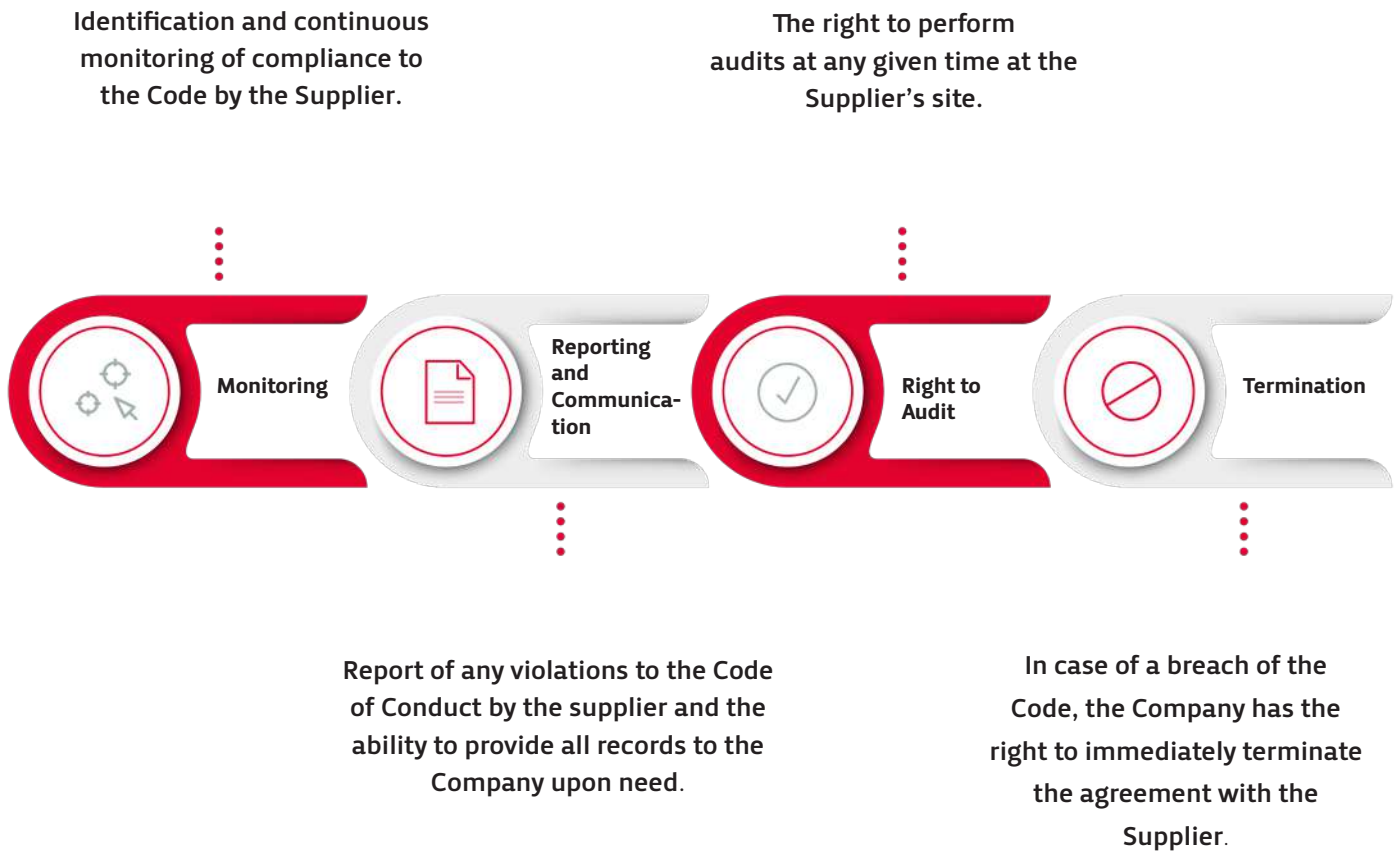 Identification and continuous
monitoring of compliance to
the Code by the Supplier.
The right to perform
audits at any given time at the
Supplier’s site.
Monitoring
Reporting
and
Communica-
tion
Right to
Audit
Termination
Report of any violations to the Code
of Conduct by the supplier and the
ability to provide all records to the
Company upon need.
In case of a breach of the
Code, the Company has the
right to immediately terminate
the agreement with the
Supplier.